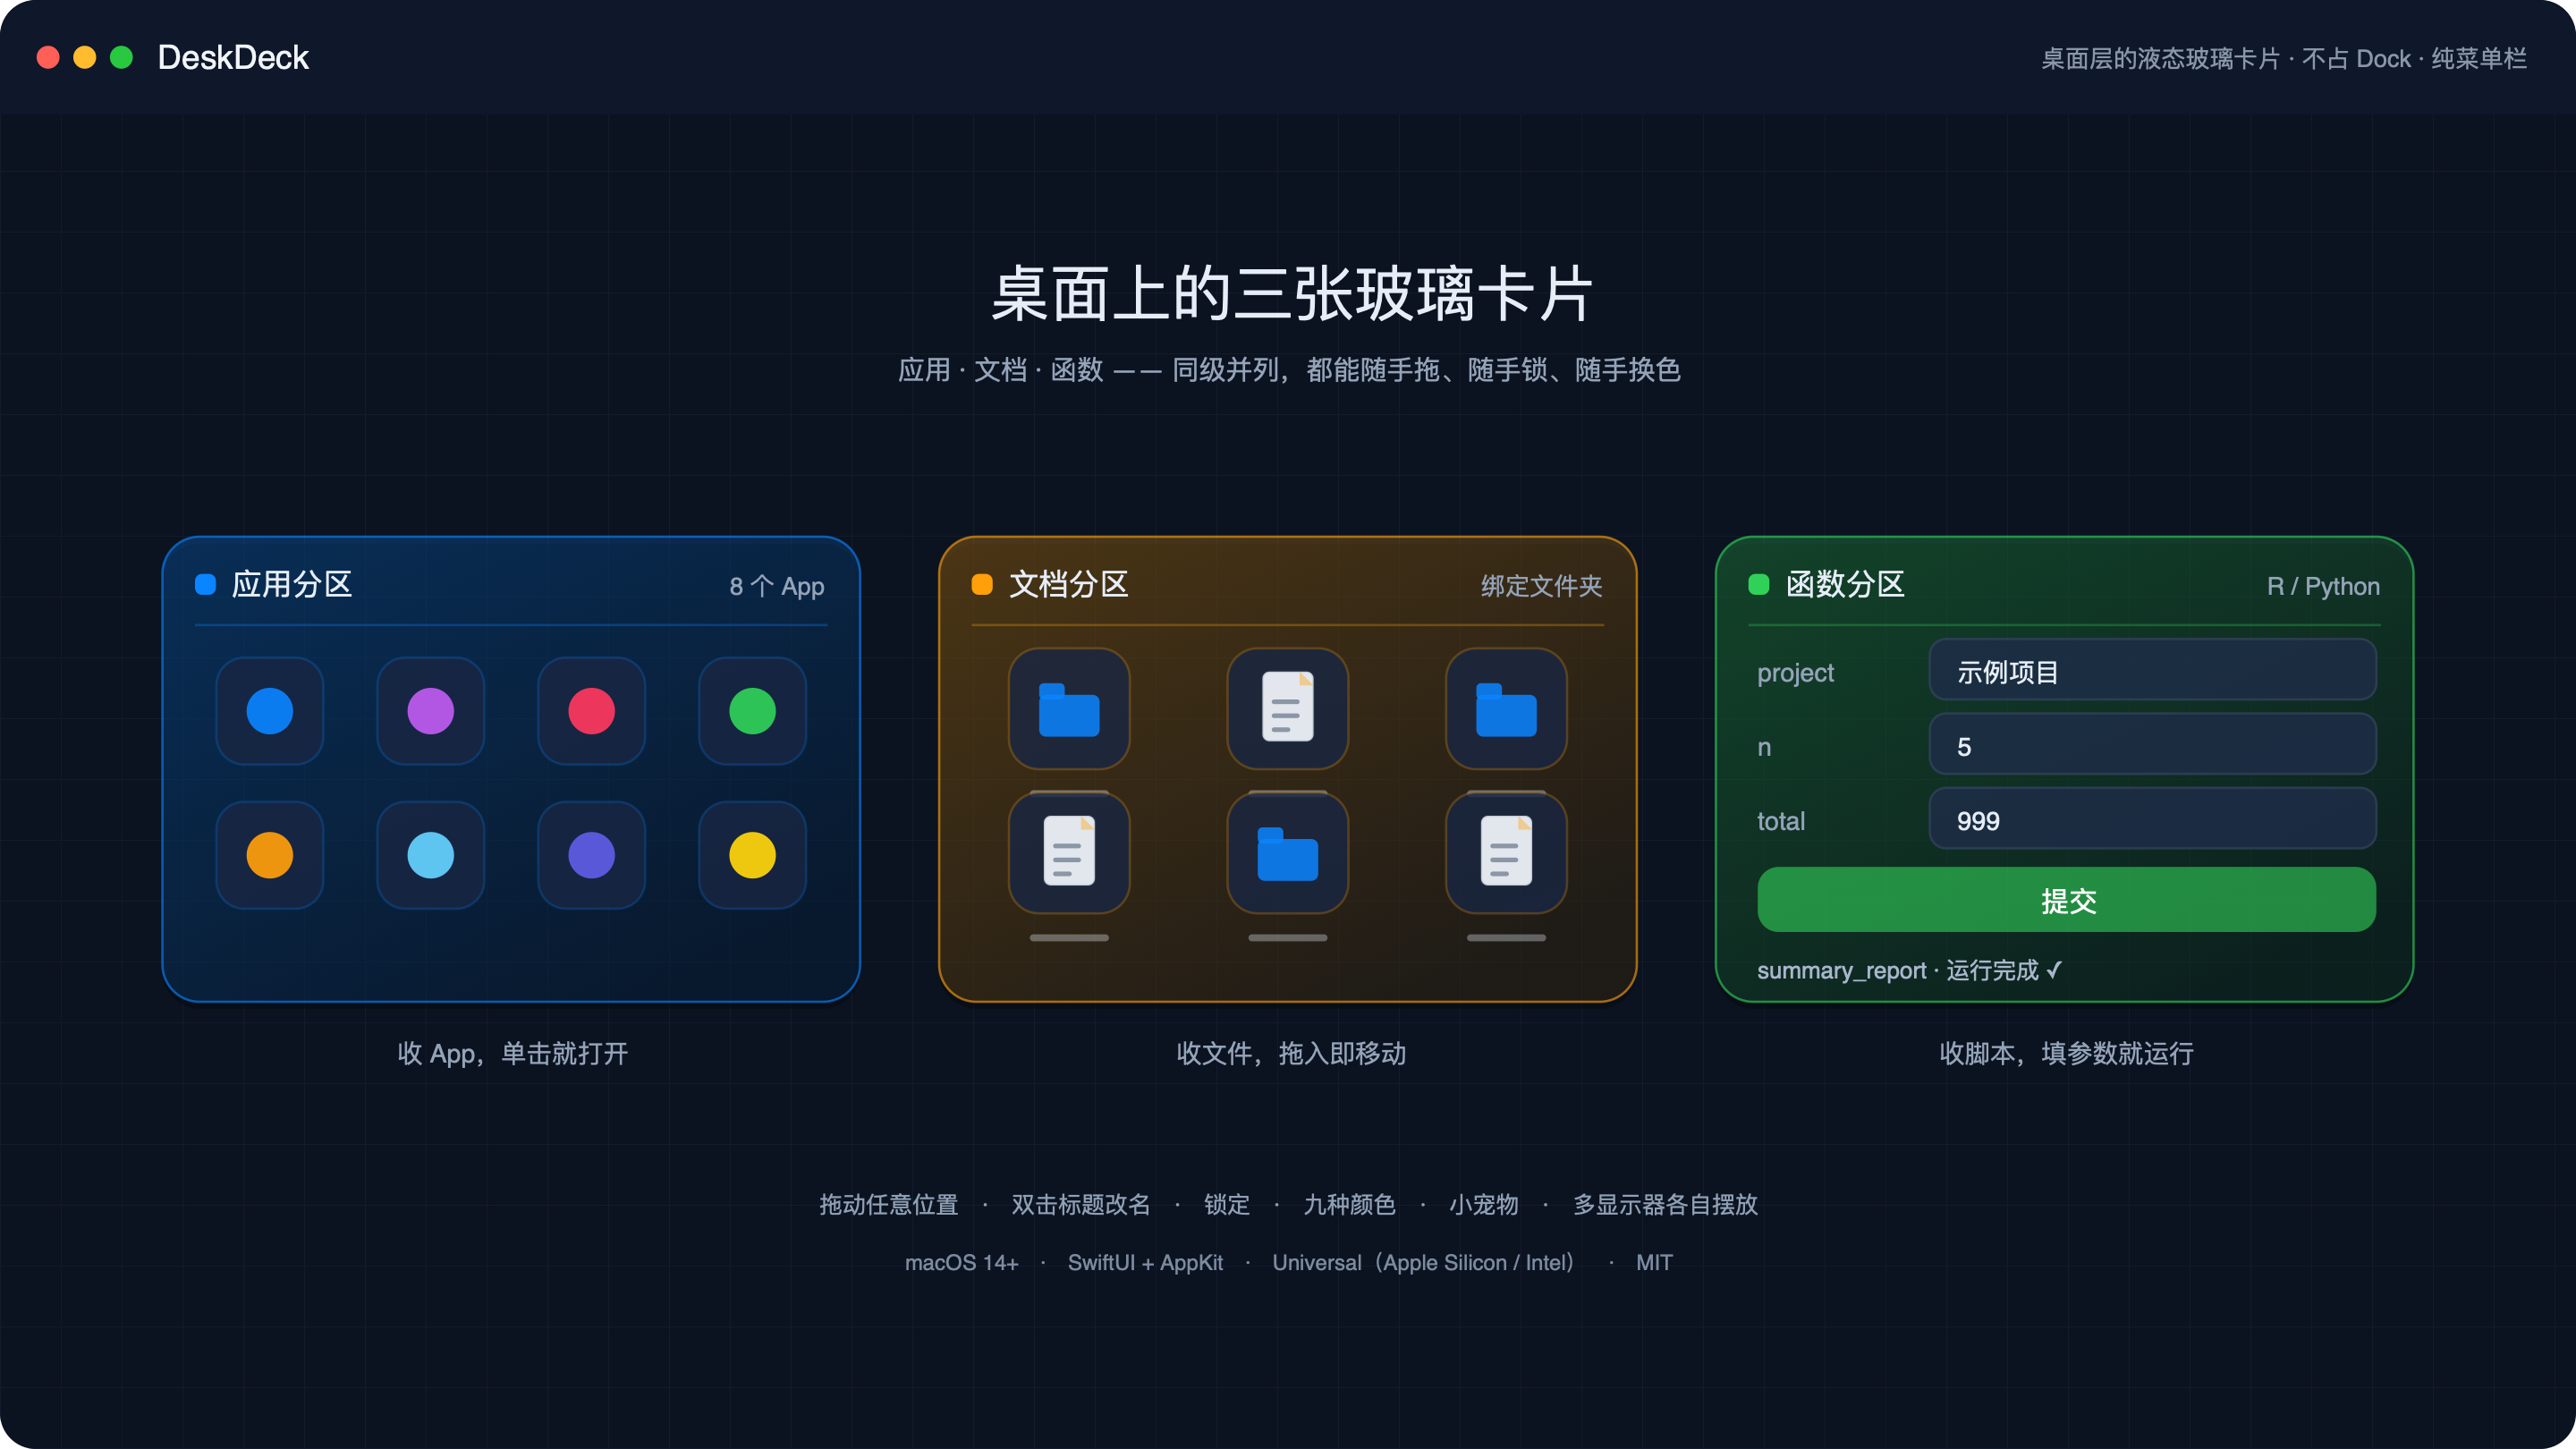 DeskDeck
桌面层的液态玻璃卡片 · 不占 Dock · 纯菜单栏
桌面上的三张玻璃卡片
应用 · 文档 · 函数 —— 同级并列，都能随手拖、随手锁、随手换色
应用分区
8 个 App
文档分区
绑定文件夹
函数分区
R / Python
project
示例项目
n
5
total
999
提交
summary_report · 运行完成 ✓
收 App，单击就打开
收文件，拖入即移动
收脚本，填参数就运行
拖动任意位置 · 双击标题改名 · 锁定 · 九种颜色 · 小宠物 · 多显示器各自摆放
macOS 14+ · SwiftUI + AppKit · Universal（Apple Silicon / Intel） · MIT